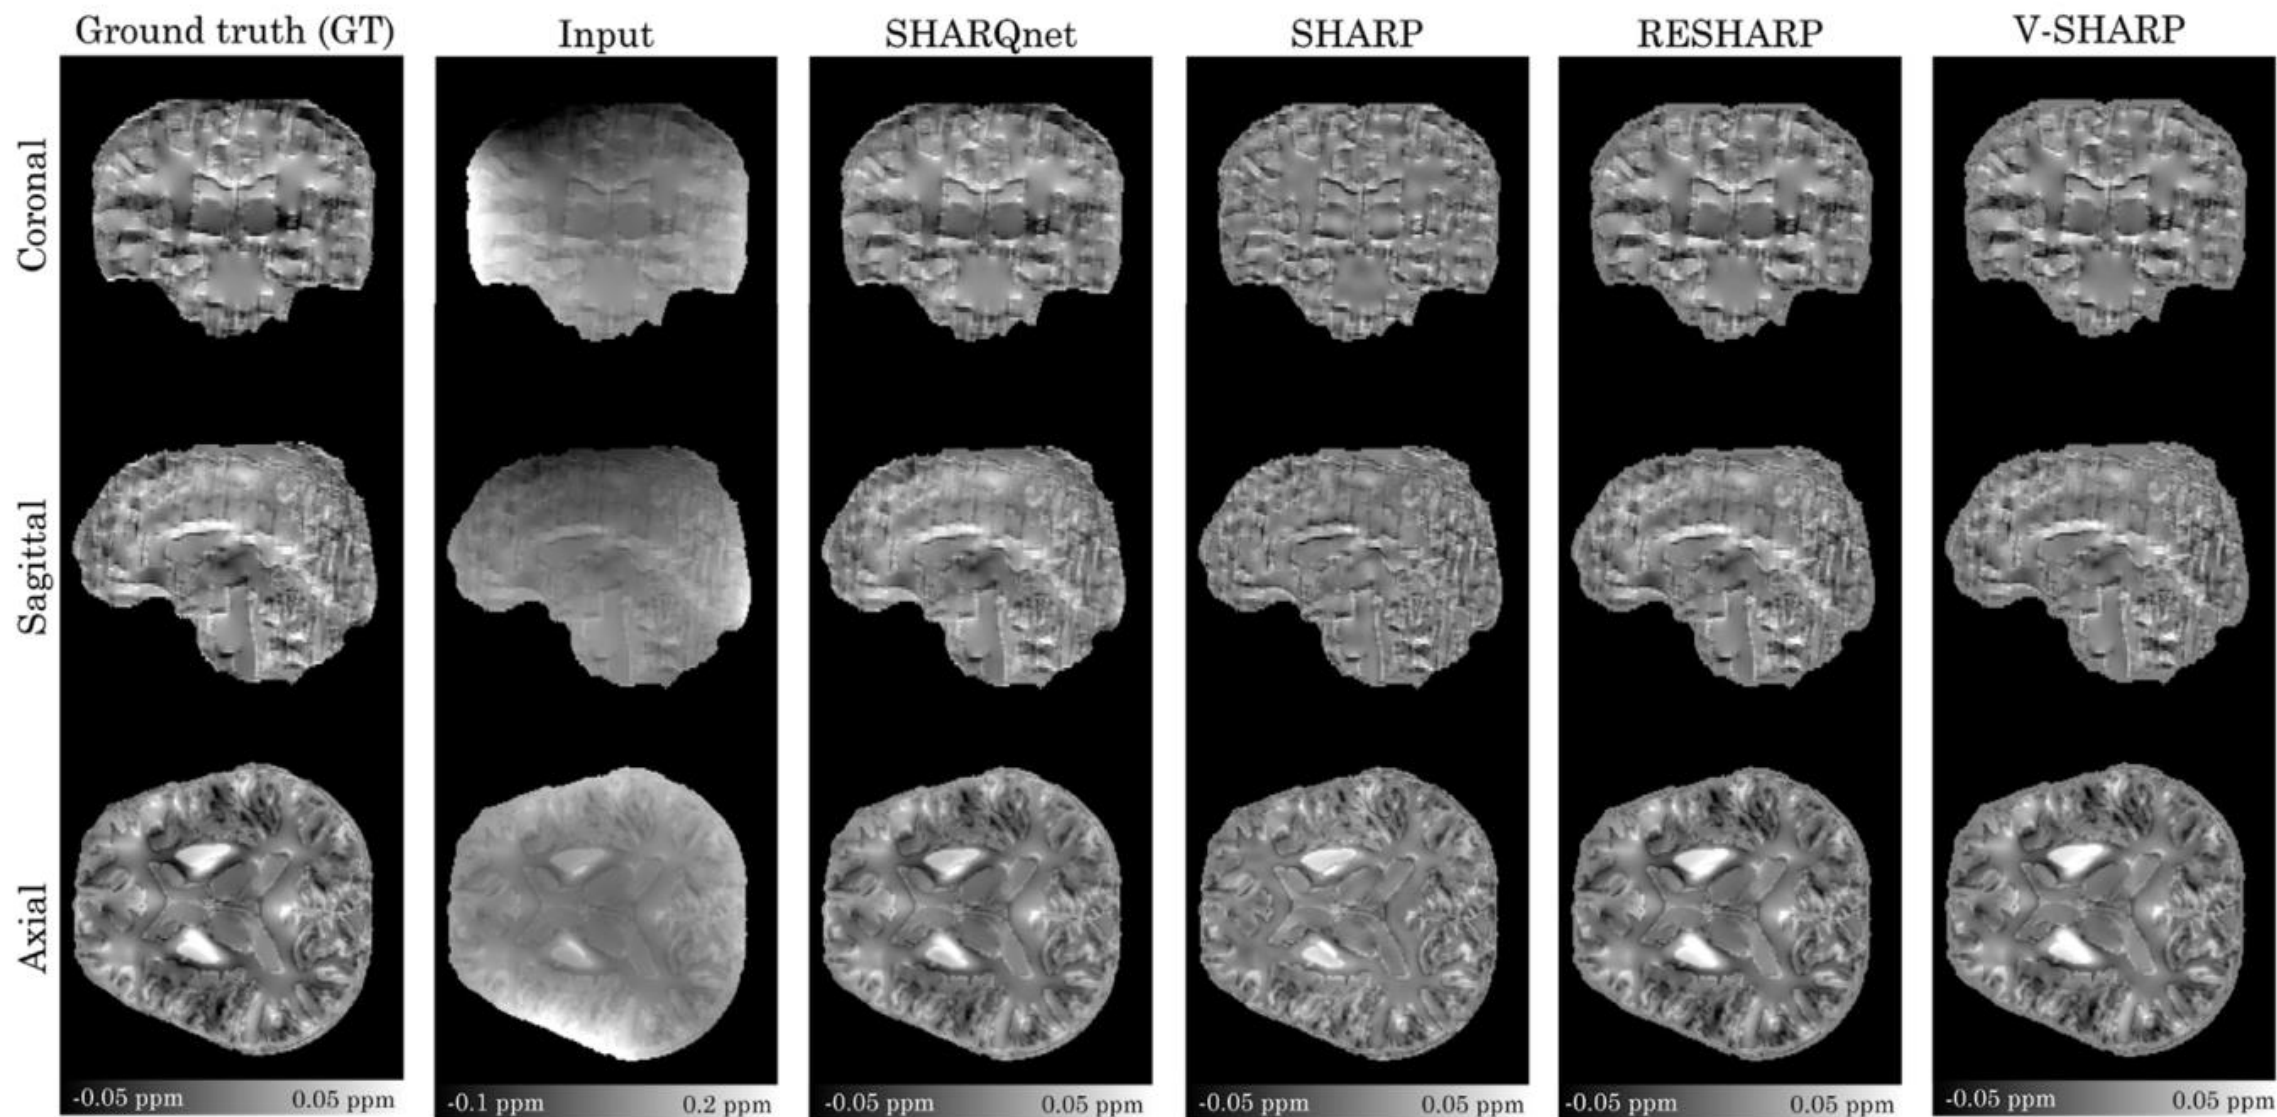 Ground truth (GT) Input SHARQnet SHARP RESHARP V-SHARP
Coronal
Sagittal
Axial
-0.05 ppm 0.05 ppm -0.1 ppm 0.2 ppm -0.05 ppm 0.05 ppm -0.05 ppm 0.05 ppm -0.05 ppm 0.05 ppm -0.05 ppm 0.05 ppm